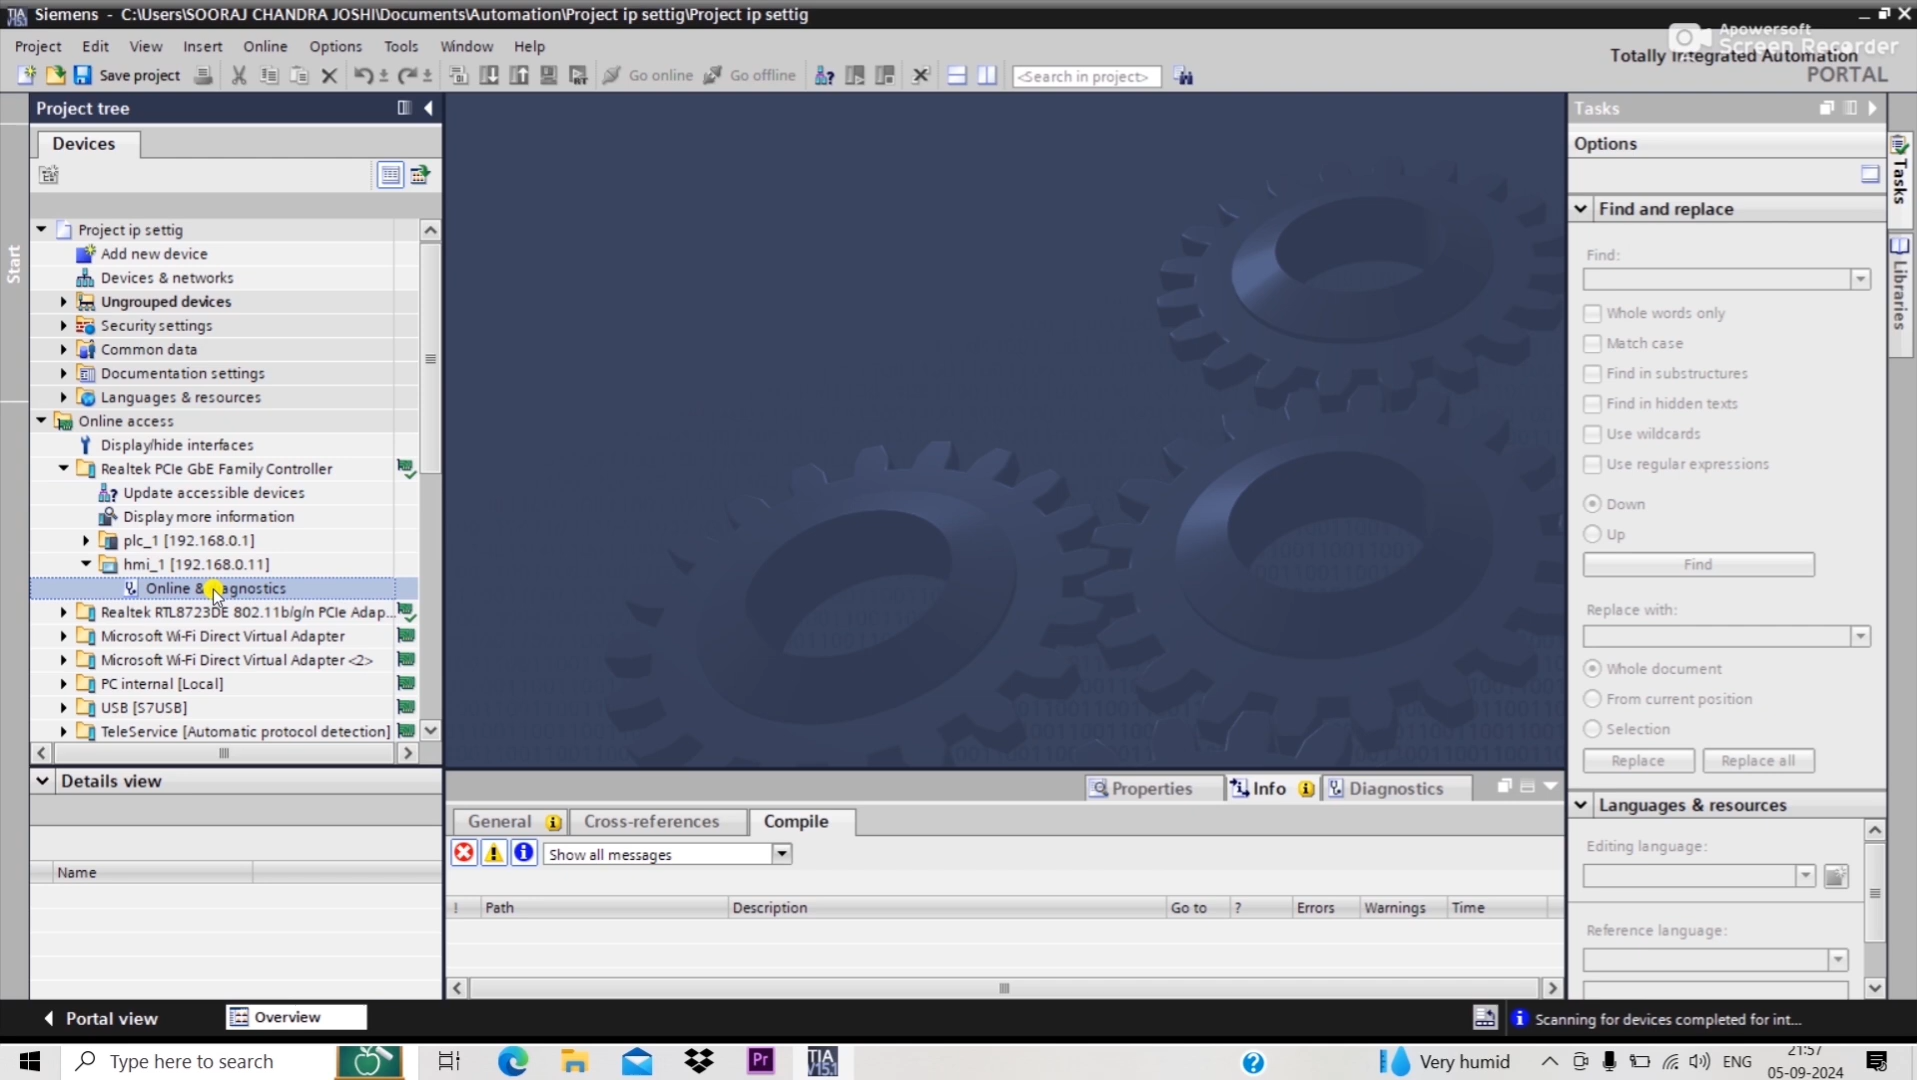 Siemens - C:\Users\SOORAJ CHANDRA JOSHI\Documents\Automation\Project ip settig\Project ip settig
Apowersoft
Screen Recorder
Project Edit View Insert Online Options Tools Window Help
Totally Integrated Automation
PORTAL
Save project Go online Go offline <Search in project>
Project tree
Devices
Start
Project ip settig
Add new device
Devices & networks
Ungrouped devices
Security settings
Common data
Documentation settings
Languages & resources
Online access
Display/hide interfaces
Realtek PCIe GbE Family Controller
Update accessible devices
Display more information
plc_1 [192.168.0.1]
hmi_1 [192.168.0.11]
Online & agnostics
Realtek RTL8723DE 802.11b/g/n PCIe Adap...
Microsoft Wi-Fi Direct Virtual Adapter
Microsoft Wi-Fi Direct Virtual Adapter <2>
PC internal [Local]
USB [S7USB]
TeleService [Automatic protocol detection]
Details view
Name
Properties Info Diagnostics
General Cross-references Compile
Show all messages
! Path Description Go to ? Errors Warnings Time
Tasks
Options
Find and replace
Find:
Whole words only
Match case
Find in substructures
Find in hidden texts
Use wildcards
Use regular expressions
Down
Up
Find
Replace with:
Whole document
From current position
Selection
Replace Replace all
Languages & resources
Editing language:
Reference language:
Tasks
Libraries
Portal view Overview
Scanning for devices completed for int...
Type here to search
Pr
TIA
V15.1
Very humid
ENG
21:57
05-09-2024